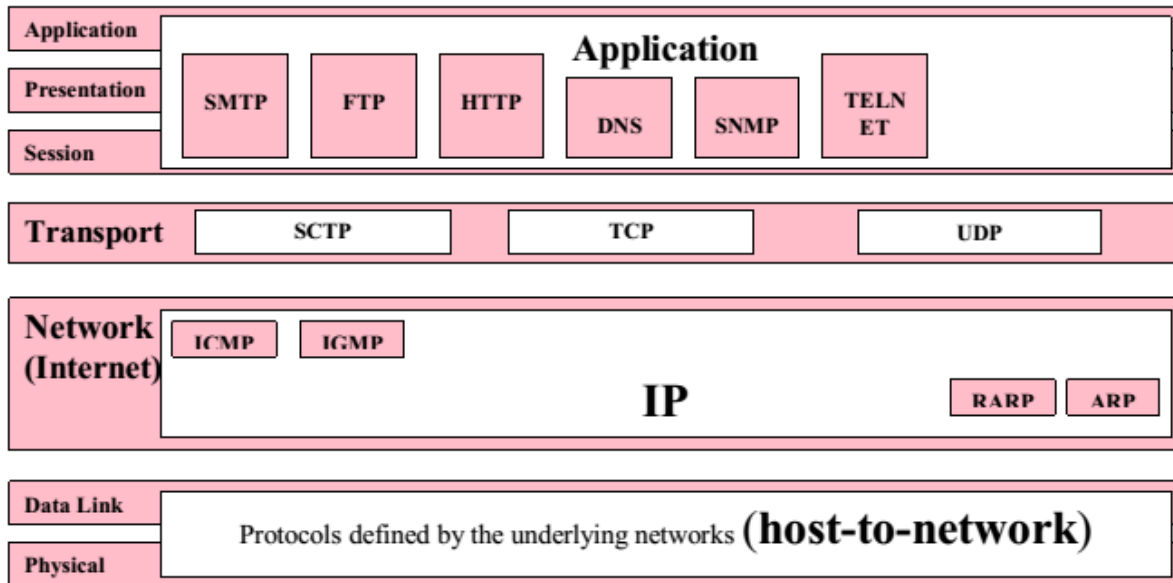 Application
Application
Presentation
SMTP FTP HTTP DNS SNMP TELN
ET
Session
Transport SCTP TCP UDP
Network
(Internet)
ICMP IGMP
IP
RARP ARP
Data Link
Protocols defined by the underlying networks (host-to-network)
Physical